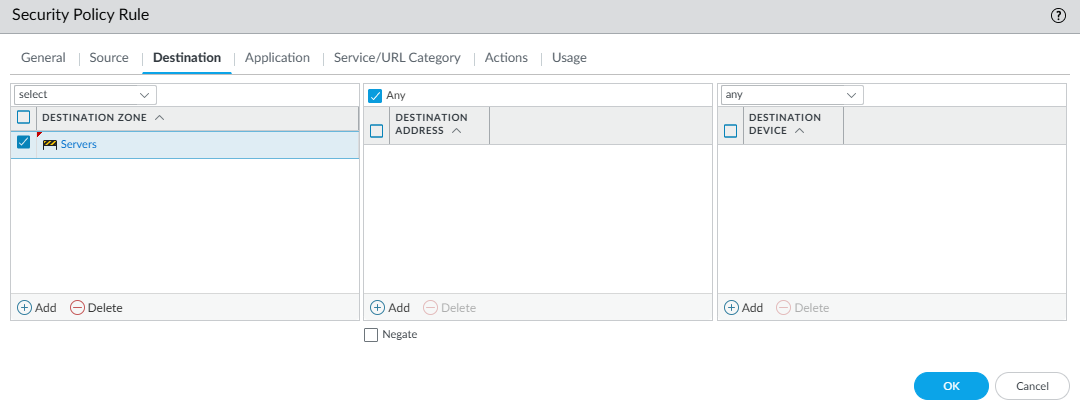 Security Policy Rule
General
Source
Destination
Application
Service/URL Category
Actions
Usage
select
Any
any
DESTINATION ZONE
DESTINATION
ADDRESS
DESTINATION
DEVICE
Servers
Add
Delete
Add
Delete
Add
Delete
Negate
OK
Cancel